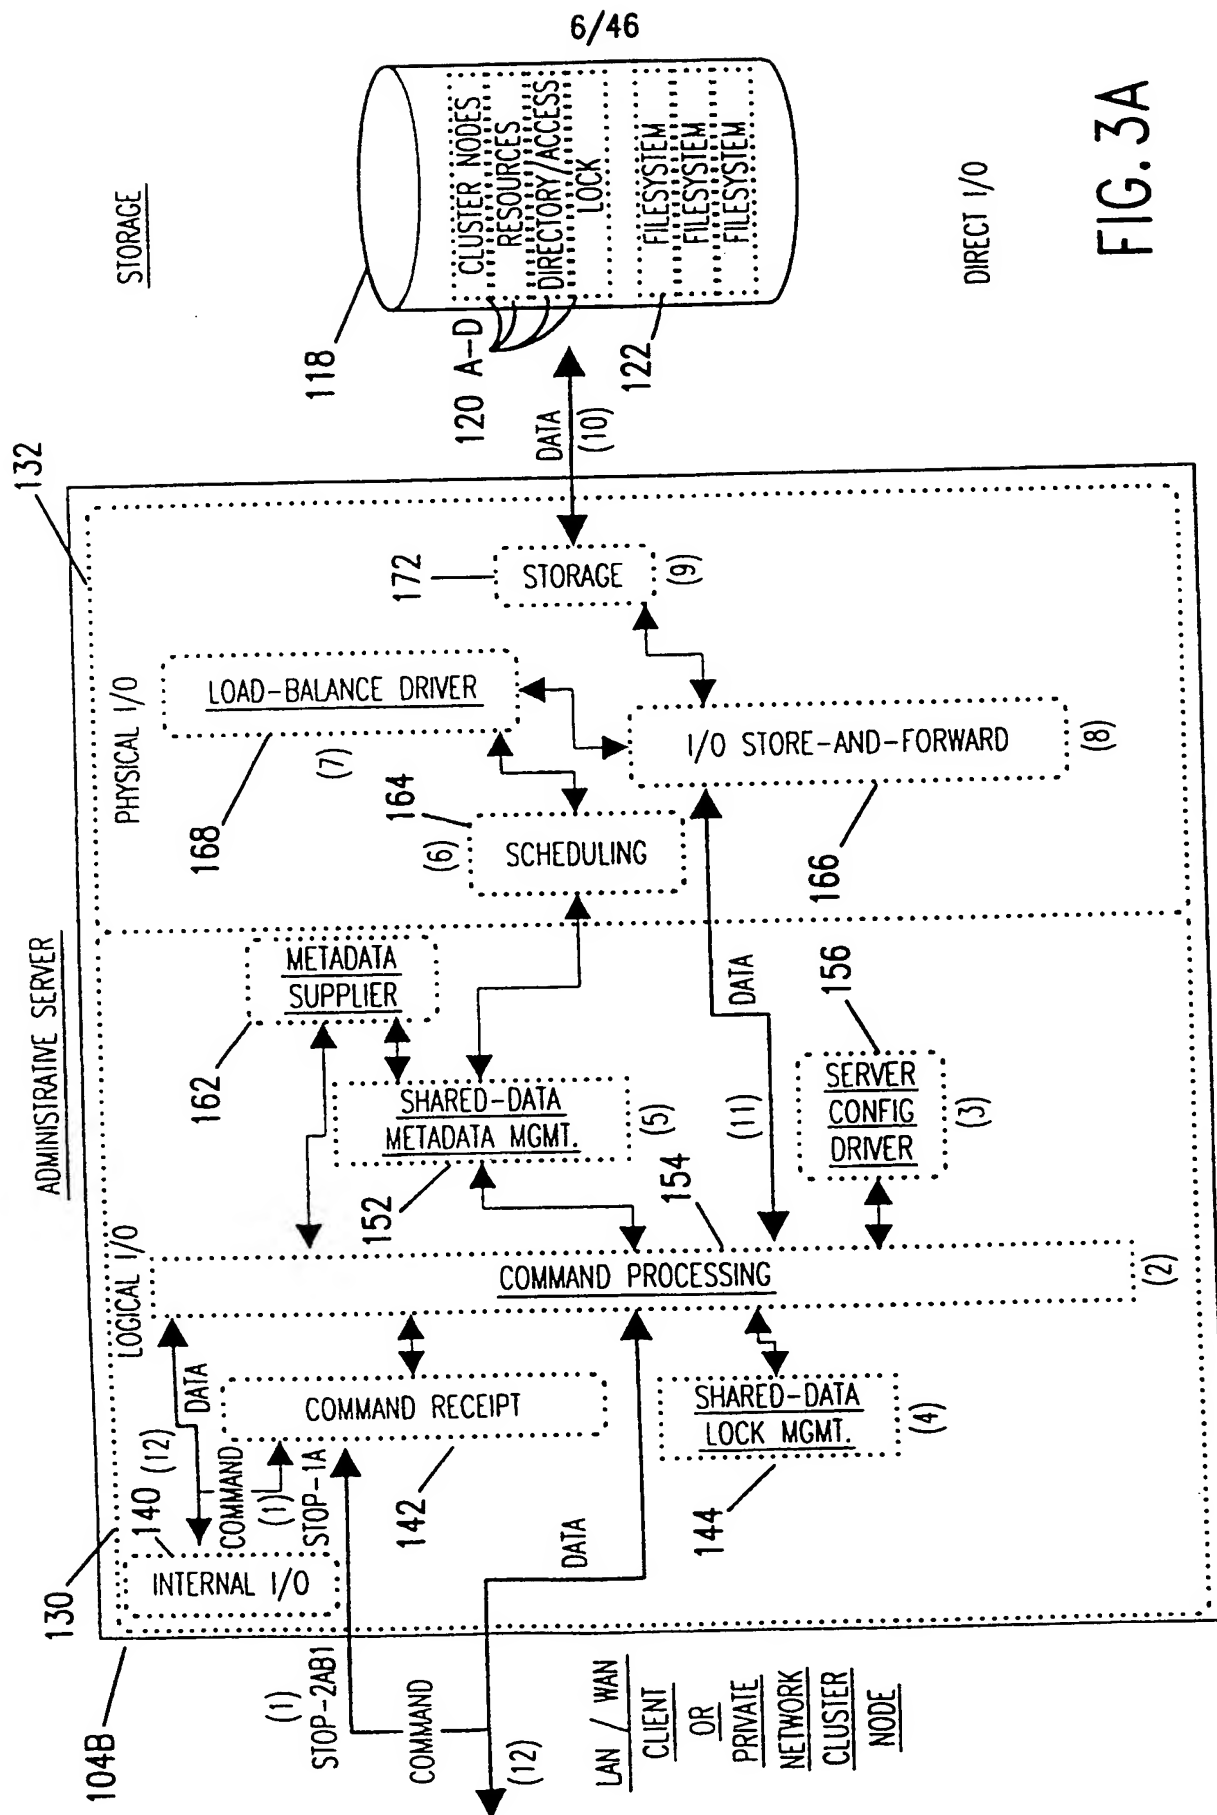 6/46
ADMINISTRATIVE SERVER
STORAGE
104B
130
132
LOGICAL I/O
PHYSICAL I/O
INTERNAL I/O
140
(12)
DATA
COMMAND
(1)
STOP-1A
COMMAND RECEIPT
142
(1)
STOP-2AB1
COMMAND
(12)
DATA
LAN / WAN
CLIENT
OR
PRIVATE
NETWORK
CLUSTER
NODE
SHARED-DATA
LOCK MGMT.
(4)
144
COMMAND PROCESSING
(2)
154
METADATA
SUPPLIER
162
SHARED-DATA
METADATA MGMT.
(5)
152
DATA
(11)
SERVER
CONFIG
DRIVER
(3)
156
LOAD-BALANCE DRIVER
168
(7)
164
(6)
SCHEDULING
I/O STORE-AND-FORWARD
(8)
166
172
STORAGE
(9)
DATA
(10)
118
120 A-D
CLUSTER NODES
RESOURCES
DIRECTORY/ACCESS
LOCK
122
FILESYSTEM
FILESYSTEM
FILESYSTEM
DIRECT I/O
FIG. 3A